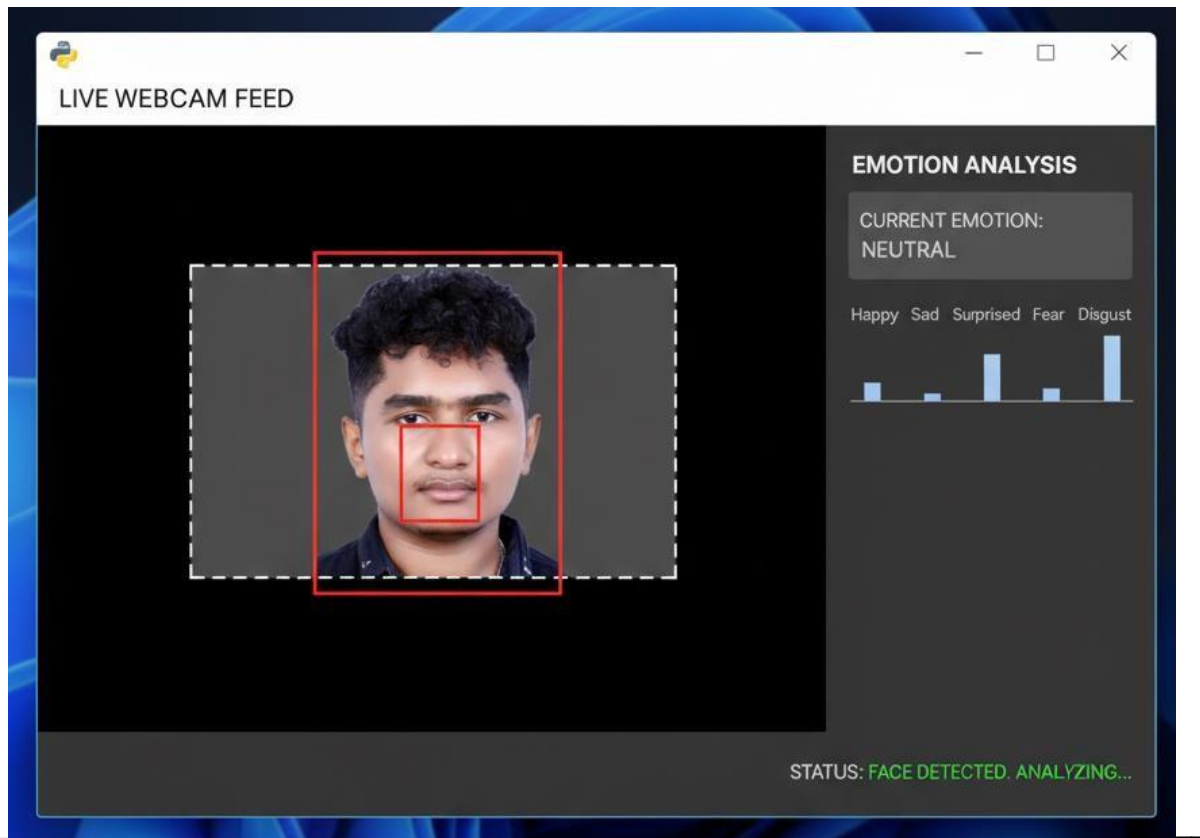 LIVE WEBCAM FEED
EMOTION ANALYSIS
CURRENT EMOTION:
NEUTRAL
Happy Sad Surprised Fear Disgust
STATUS: FACE DETECTED. ANALYZING...